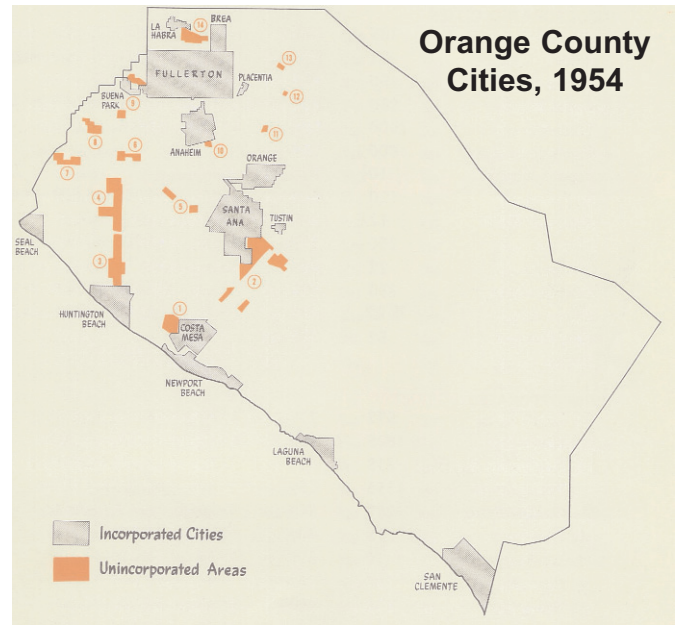 Orange County
Cities, 1954
LA
HABRA
14
BREA
FULLERTON
13
PLACENTIA
12
BUENA
PARK
9
8
11
ANAHEIM
10
6
7
ORANGE
4
5
SANTA
ANA
TUSTIN
SEAL
BEACH
3
2
HUNTINGTON
BEACH
1
COSTA
MESA
NEWPORT
BEACH
LAGUNA
BEACH
Incorporated Cities
Unincorporated Areas
SAN
CLEMENTE